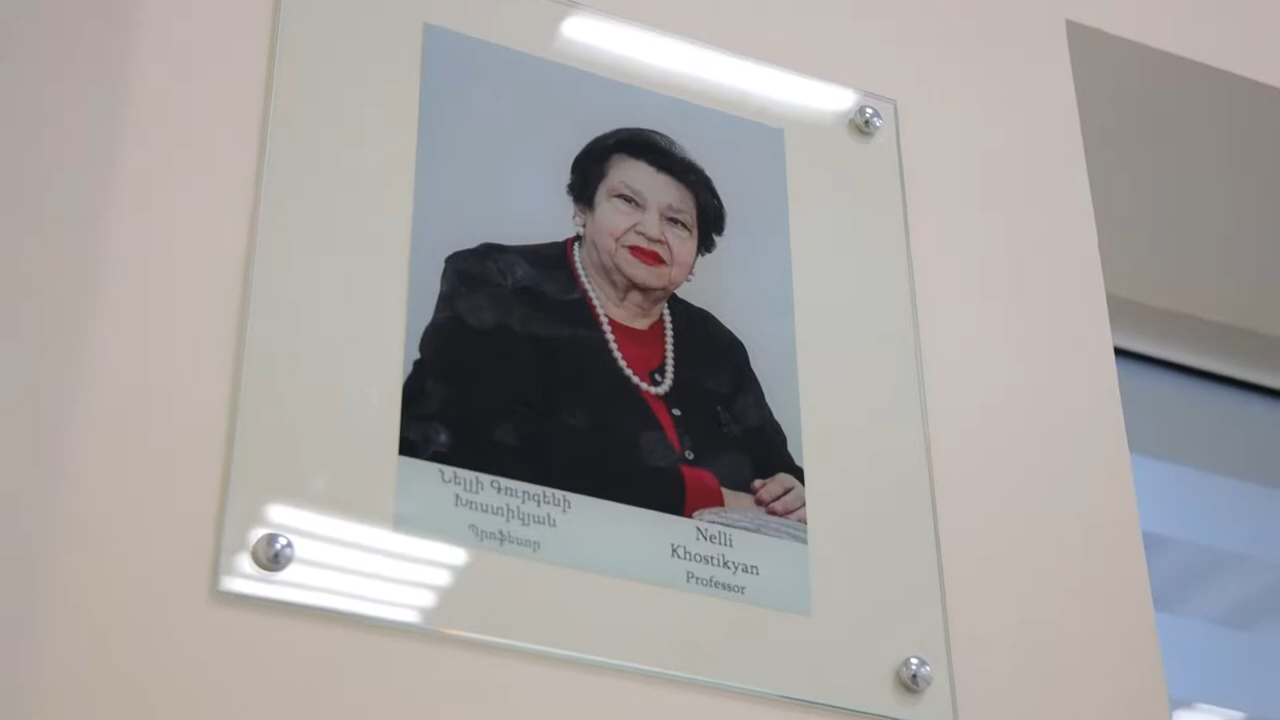 Նելլի Գուրգենի
Խոստիկյան
Պրոֆեսոր
Nelli
Khostikyan
Professor